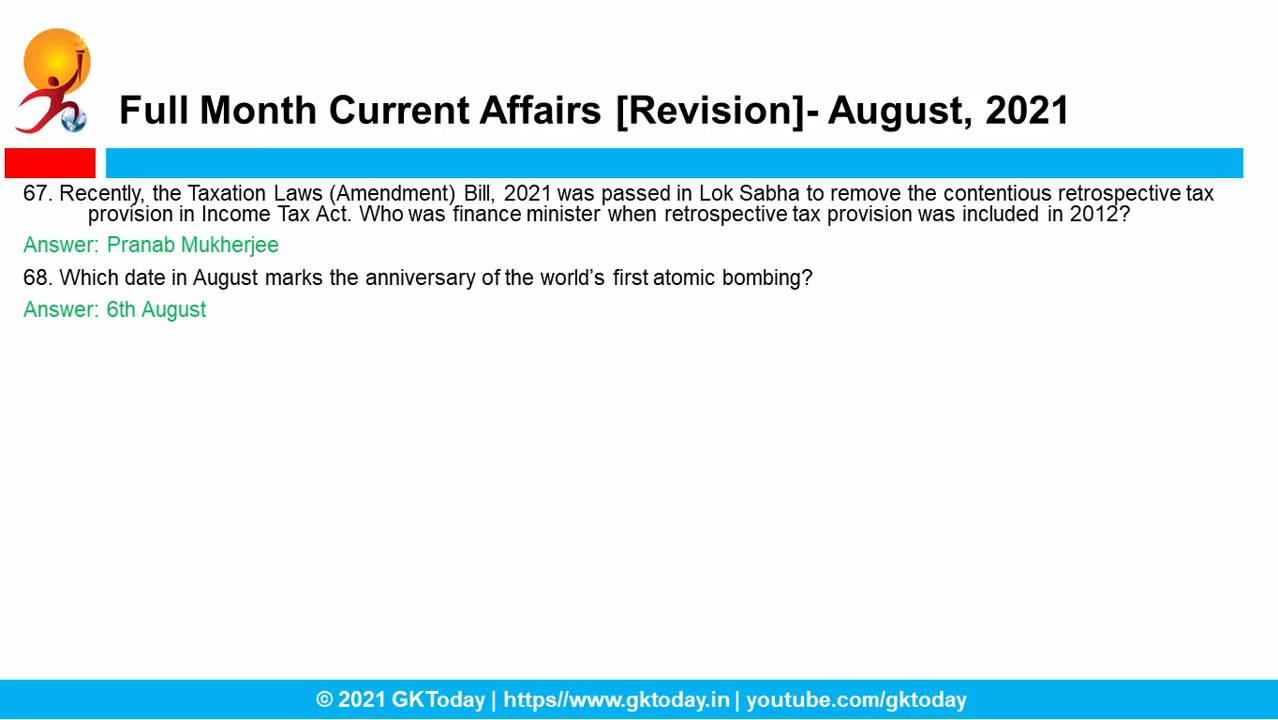 Full Month Current Affairs [Revision]- August, 2021
67. Recently, the Taxation Laws (Amendment) Bill, 2021 was passed in Lok Sabha to remove the contentious retrospective tax
provision in Income Tax Act. Who was finance minister when retrospective tax provision was included in 2012?
Answer: Pranab Mukherjee
68. Which date in August marks the anniversary of the world’s first atomic bombing?
Answer: 6th August
© 2021 GKToday | https//www.gktoday.in | youtube.com/gktoday